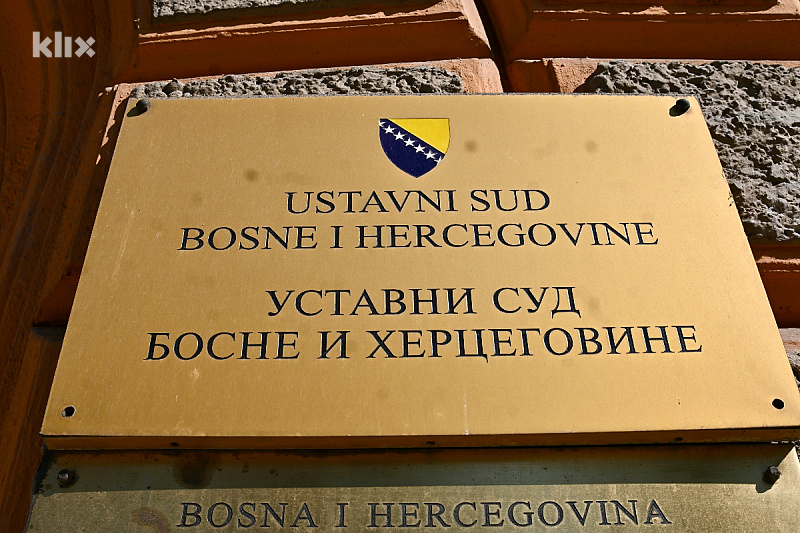 klix
USTAVNI SUD
BOSNE I HERCEGOVINE
УСТАВНИ СУД
БОСНЕ И ХЕРЦЕГОВИНЕ
BOSNA I HERCEGOVINA